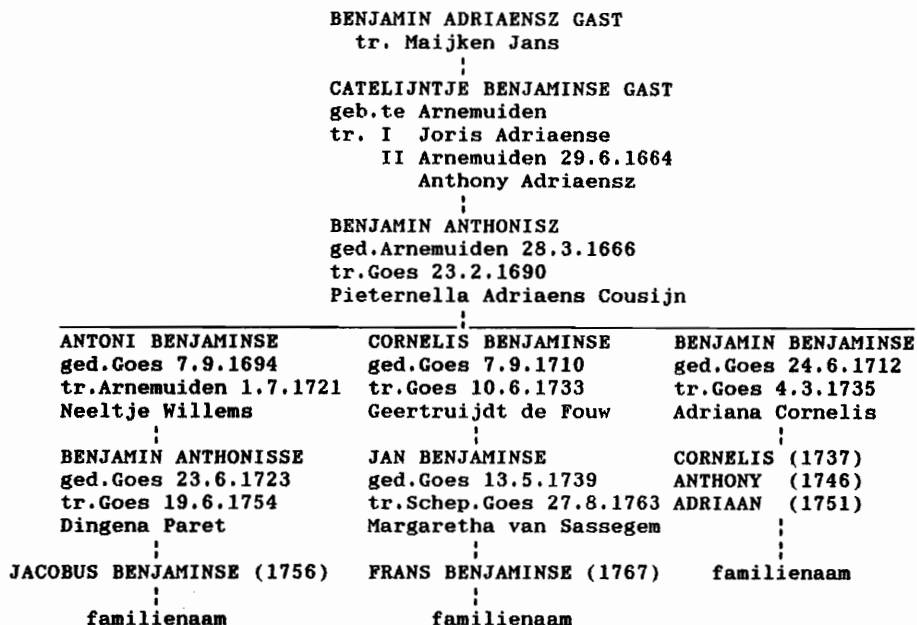 BENJAMIN ADRIAENSZ GAST
tr. Maijken Jans
CATELIJNTJE BENJAMINSE GAST
geb.te Arnemuiden
tr. I Joris Adriaense
II Arnemuiden 29.6.1664
Anthony Adriaensz
BENJAMIN ANTHONISZ
ged.Arnemuiden 28.3.1666
tr.Goes 23.2.1690
Pieternella Adriaens Cousijn
ANTONI BENJAMINSE
ged.Goes 7.9.1694
tr.Arnemuiden 1.7.1721
Neeltje Willems
BENJAMIN ANTHONISSE
ged.Goes 23.6.1723
tr.Goes 19.6.1754
Dingena Paret
JACOBUS BENJAMINSE (1756)
familienaam
CORNELIS BENJAMINSE
ged.Goes 7.9.1710
tr.Goes 10.6.1733
Geertruijdt de Fouw
JAN BENJAMINSE
ged.Goes 13.5.1739
tr.Schep.Goes 27.8.1763
Margaretha van Sassegem
FRANS BENJAMINSE (1767)
familienaam
BENJAMIN BENJAMINSE
ged.Goes 24.6.1712
tr.Goes 4.3.1735
Adriana Cornelis
CORNELIS (1737)
ANTHONY (1746)
ADRIAAN (1751)
familienaam